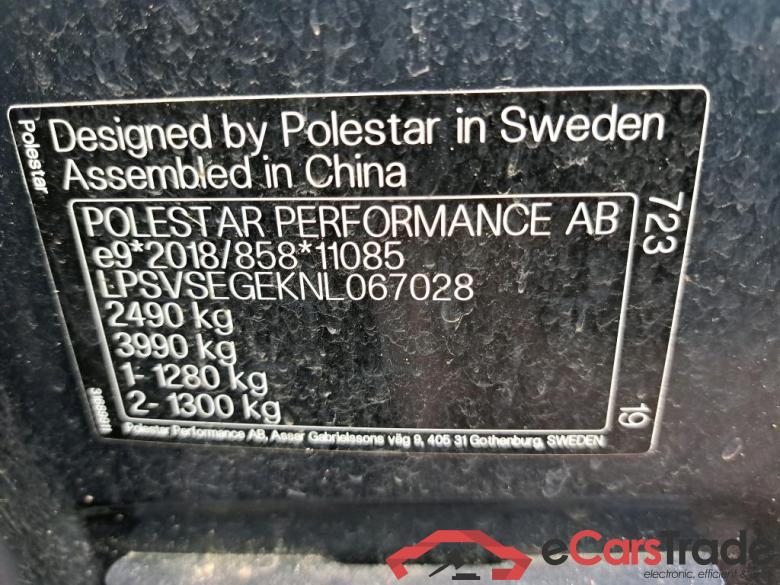 Polestar
Designed by Polestar in Sweden
Assembled in China
POLESTAR PERFORMANCE AB
e9*2018/858*11085
LPSVSEGEKNL067028
2490 kg
3990 kg
1- 1280 kg
2- 1300 kg
723
19
Polestar Performance AB, Assar Gabrielssons väg 9, 405 31 Gothenburg, SWEDEN
eCarsTrade
electronic, efficient &